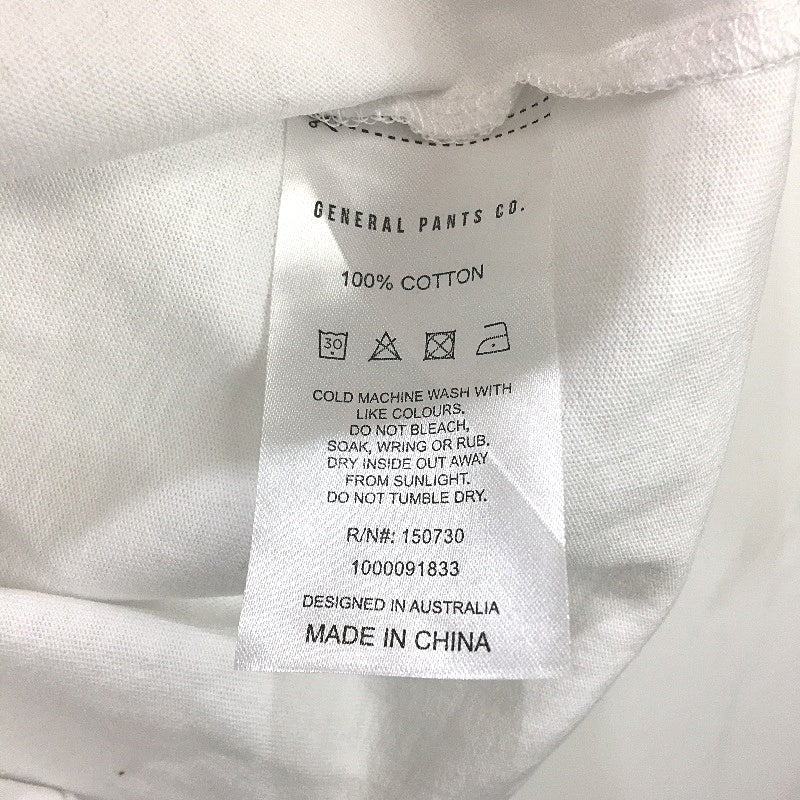 GENERAL PANTS CO.
100% COTTON
30
COLD MACHINE WASH WITH
LIKE COLOURS.
DO NOT BLEACH,
SOAK, WRING OR RUB.
DRY INSIDE OUT AWAY
FROM SUNLIGHT.
DO NOT TUMBLE DRY.
R/N#: 150730
1000091833
DESIGNED IN AUSTRALIA
MADE IN CHINA